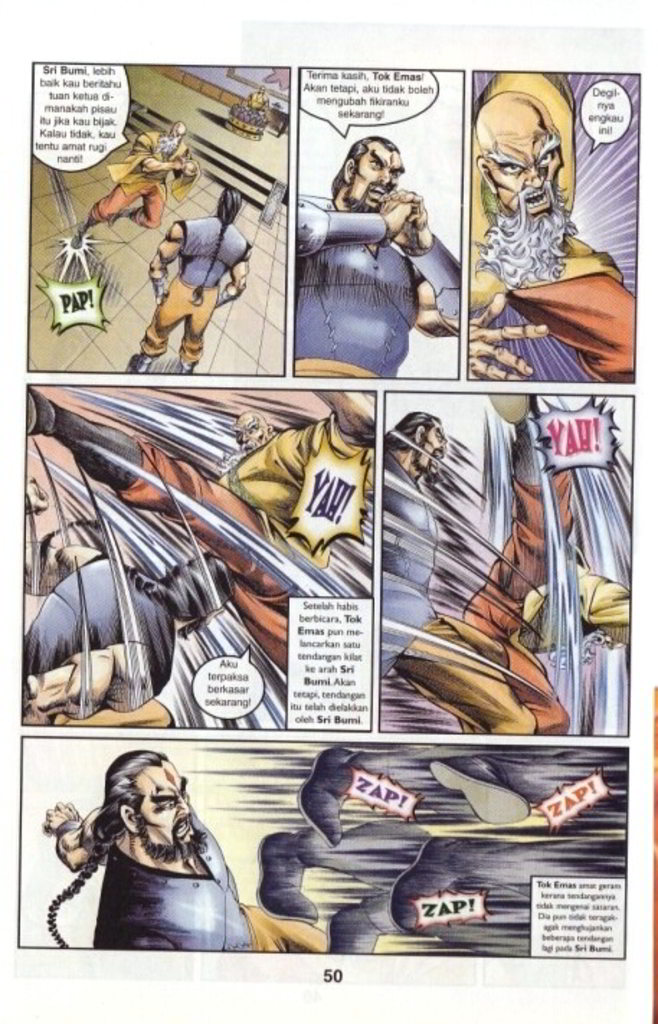 Sri Bumi, lebih
baik kau beritahu
tuan ketua di-
manakah pisau
itu jika kau bijak.
Kalau tidak, kau
tentu amat rugi
nanti!
PAP!
Terima kasih, Tok Emas!
Akan tetapi, aku tidak boleh
mengubah fikiranku
sekarang!
Degil-
nya
engkau
ini!
YAH!
Aku
terpaksa
berkasar
sekarang!
Setelah habis
berbicara, Tok
Emas pun me-
lancarkan satu
tendangan kilat
ke arah Sri
Bumi. Akan
tetapi, tendangan
itu telah dielakkan
oleh Sri Bumi.
YAH!
ZAP!
ZAP!
ZAP!
Tok Emas amat geram
kerana tendangannya
tidak mengenai sasaran.
Dia pun tidak teragak-
agak menghujankan
beberapa tendangan
lagi pada Sri Bumi.
50